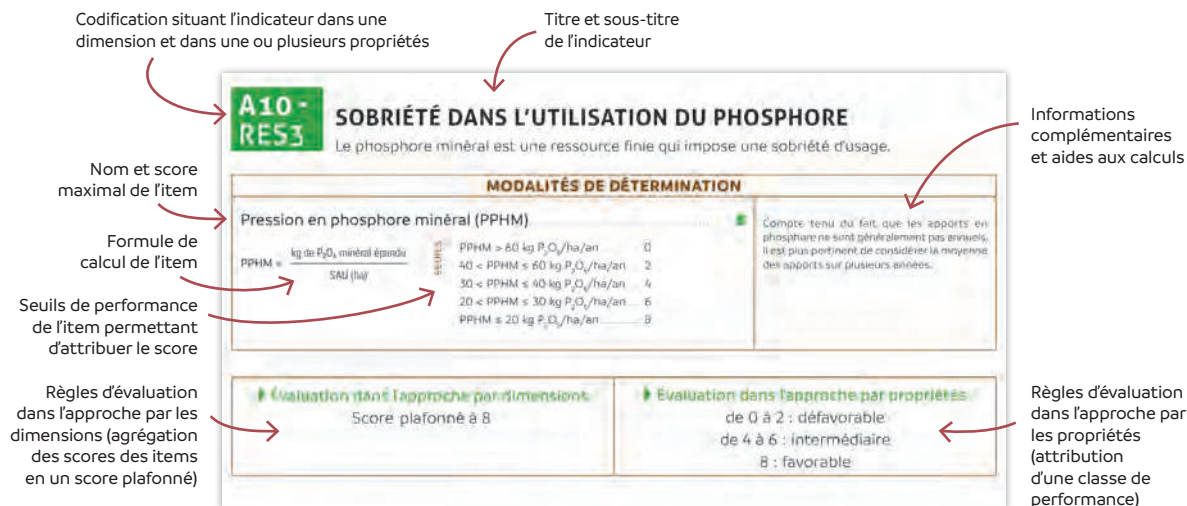 Codification situant l'indicateur dans une
dimension et dans une ou plusieurs propriétés
Titre et sous-titre
de l'indicateur
A10 -
RES3
SOBRIÉTÉ DANS L'UTILISATION DU PHOSPHORE
Le phosphore minéral est une ressource finie qui impose une sobriété d'usage.
Informations
complémentaires
et aides aux calculs
Nom et score
maximal de l'item
MODALITÉS DE DÉTERMINATION
Pression en phosphore minéral (PPHM)
8
Formule de
calcul de l'item
PPHM =
kg de P₂O₅ minéral épandu
SAU (ha)
SEUILS
PPHM > 60 kg P₂O₅/ha/an 0
40 < PPHM ≤ 60 kg P₂O₅/ha/an 2
30 < PPHM ≤ 40 kg P₂O₅/ha/an 4
20 < PPHM ≤ 30 kg P₂O₅/ha/an 6
PPHM ≤ 20 kg P₂O₅/ha/an 8
Compte tenu du fait que les apports en
phosphore ne sont généralement pas annuels,
il est plus pertinent de considérer la moyenne
des apports sur plusieurs années.
Seuils de performance
de l'item permettant
d'attribuer le score
Règles d'évaluation
dans l'approche par les
dimensions (agrégation
des scores des items
en un score plafonné)
Évaluation dans l'approche par dimensions
Score plafonné à 8
Évaluation dans l'approche par propriétés
de 0 à 2 : défavorable
de 4 à 6 : intermédiaire
8 : favorable
Règles d'évaluation
dans l'approche par
les propriétés
(attribution
d'une classe de
performance)